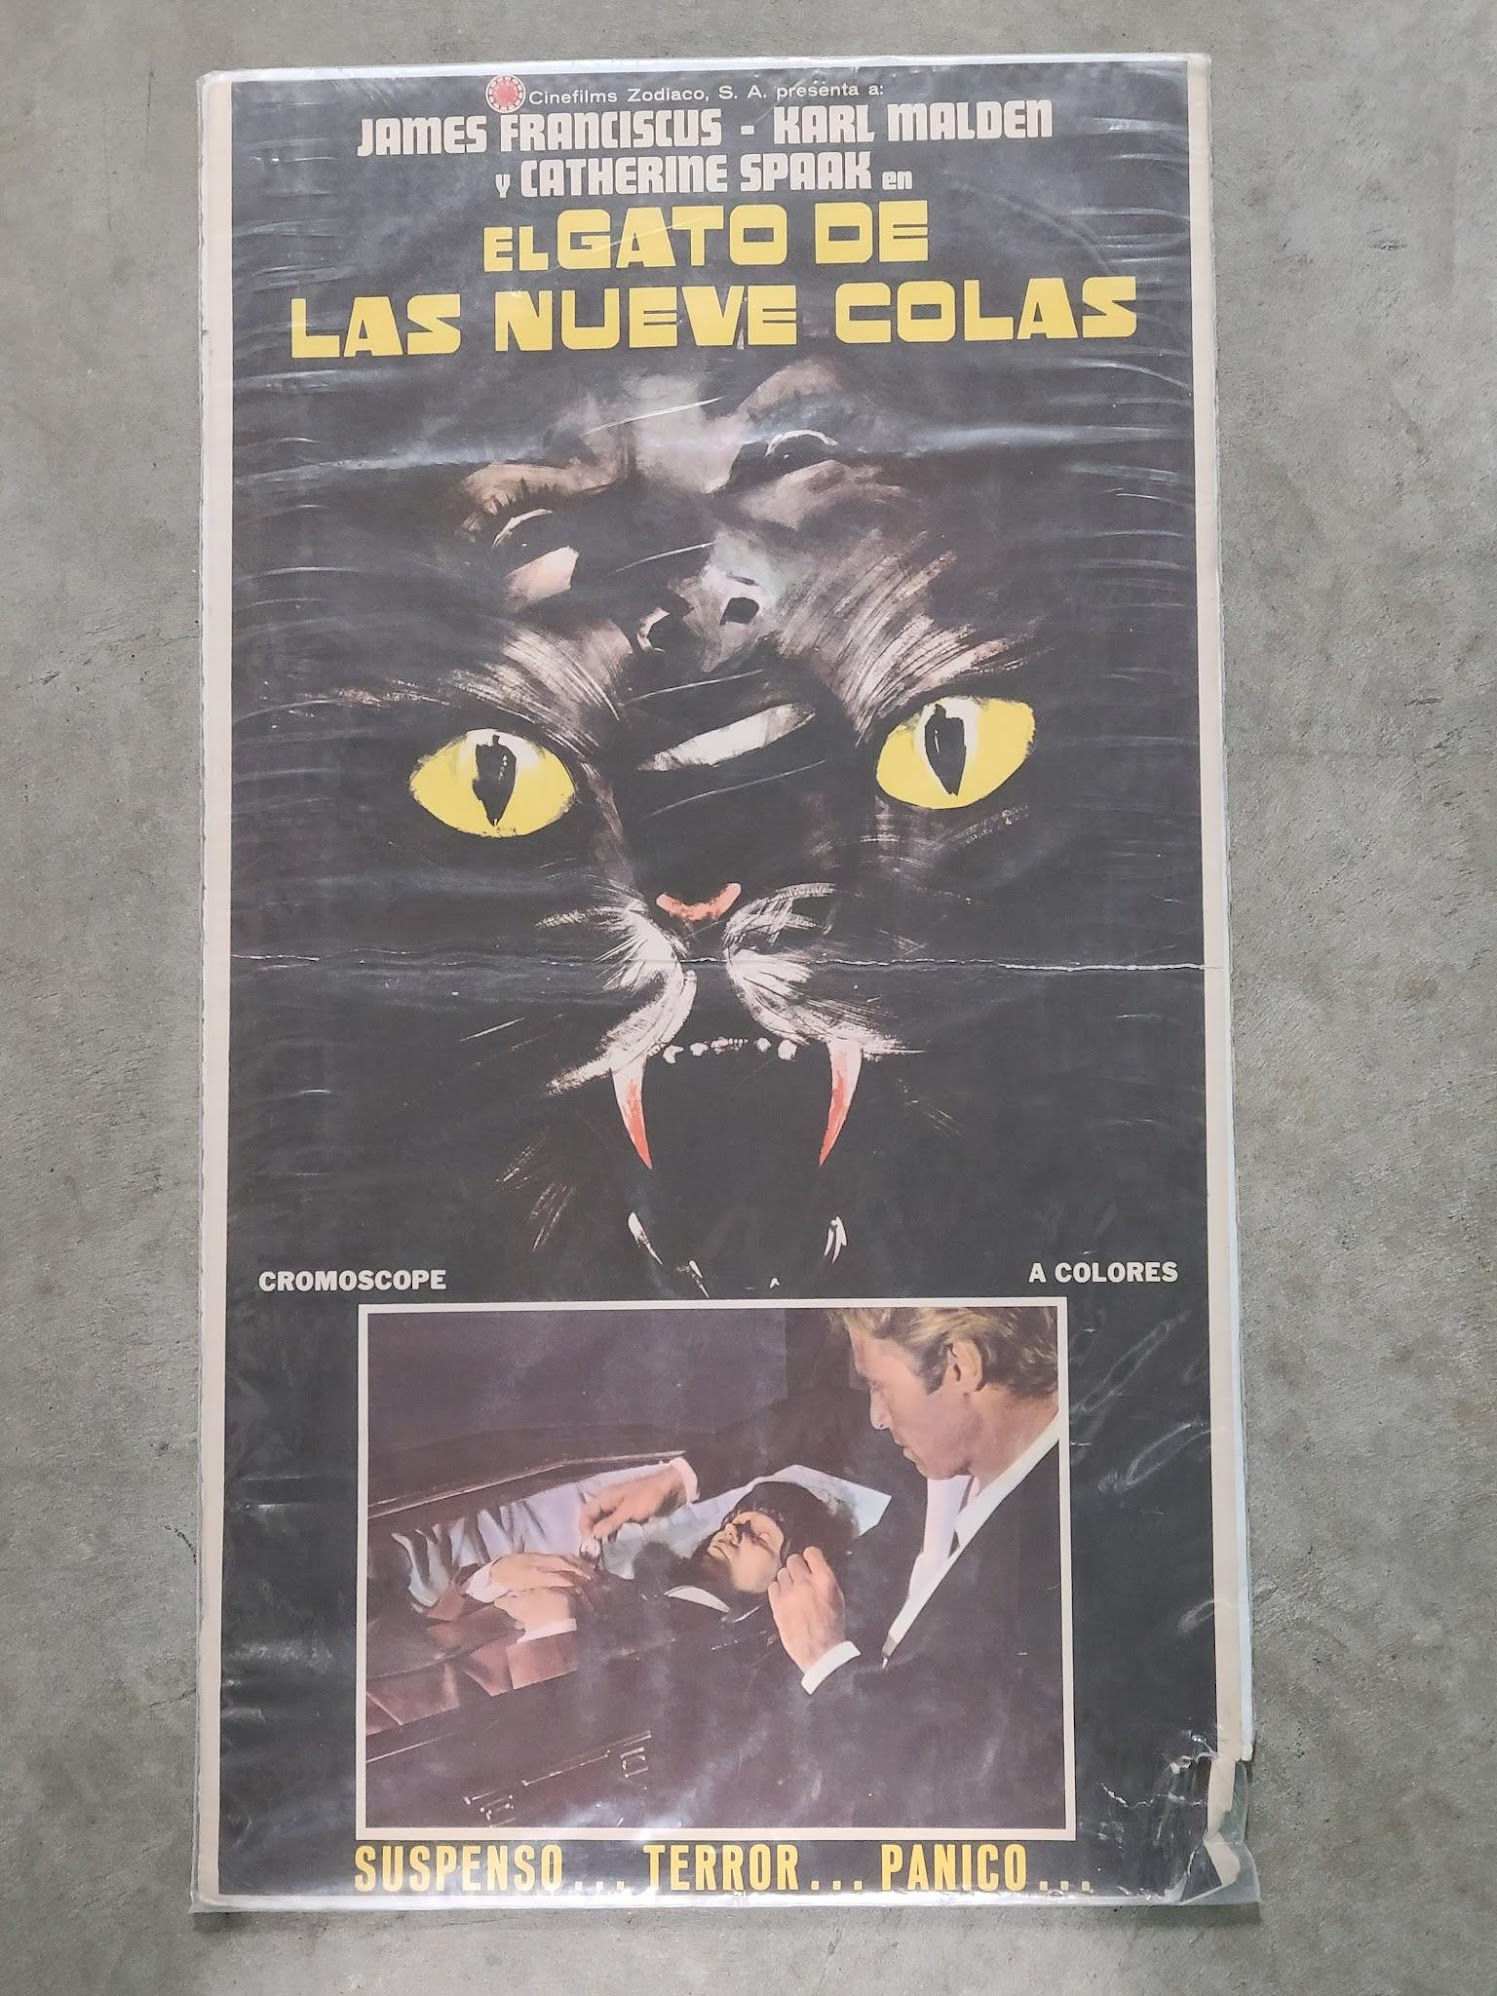 Cinefilms Zodiaco, S. A. presenta a:
JAMES FRANCISCUS - KARL MALDEN
Y CATHERINE SPAAK en
EL GATO DE
LAS NUEVE COLAS
CROMOSCOPE
A COLORES
SUSPENSO... TERROR... PANICO...